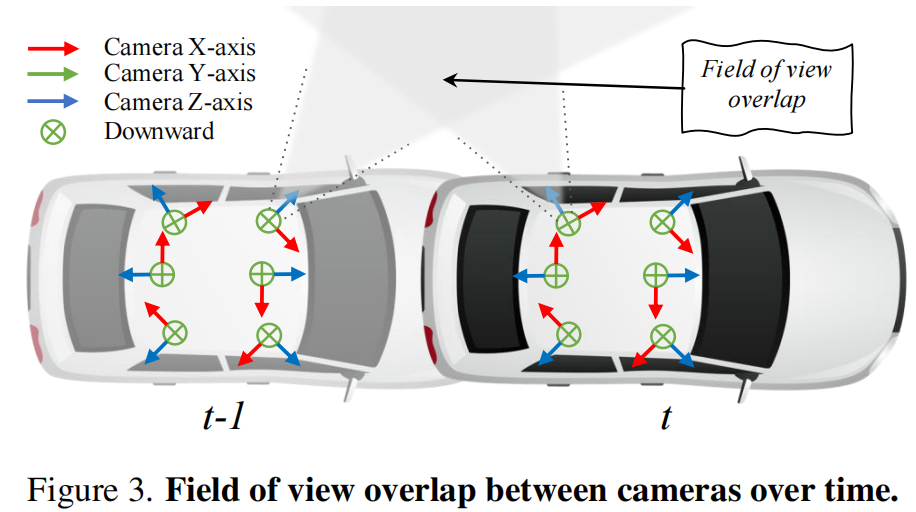 Camera X-axis
Camera Y-axis
Camera Z-axis
Downward
Field of view
overlap
t-1
t
Figure 3. Field of view overlap between cameras over time.